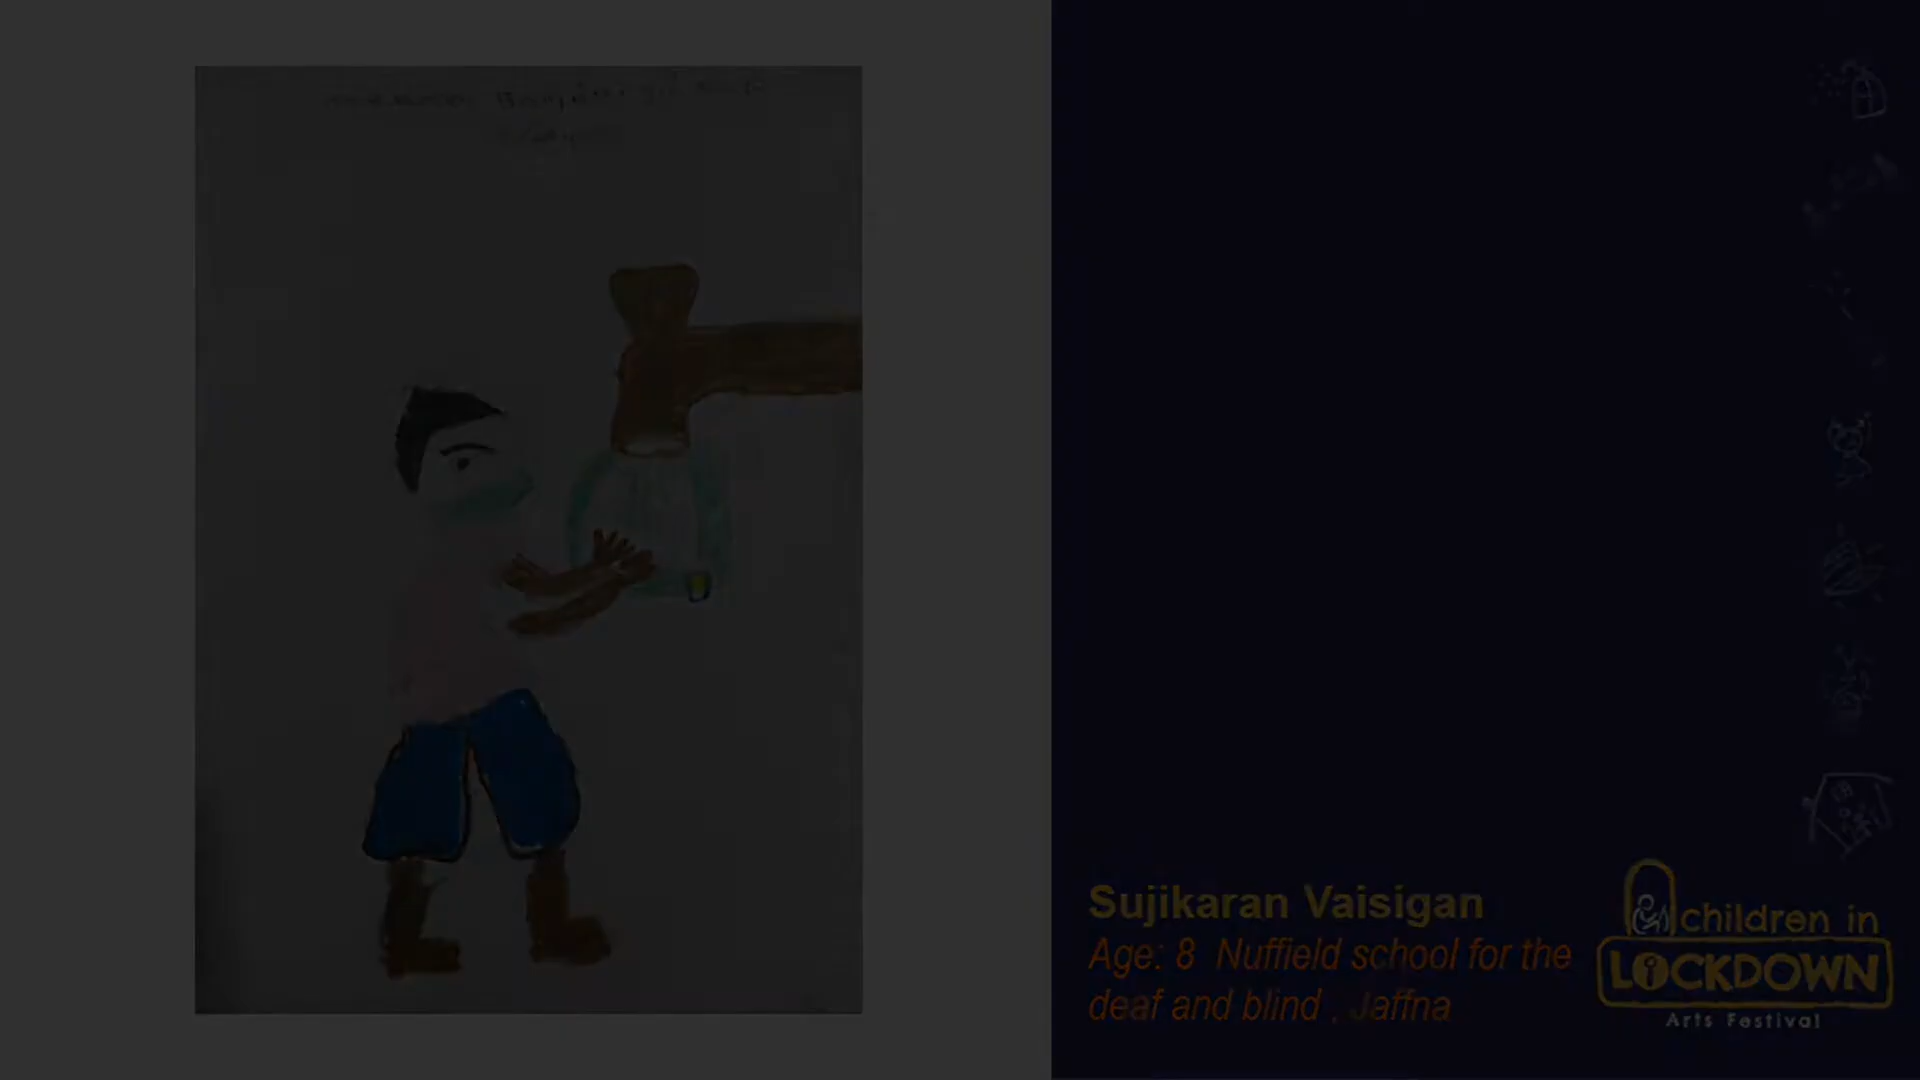 Sujikaran Vaisigan
Age: 8 Nuffield school for the
deaf and blind , Jaffna
children in
LOCKDOWN
Arts Festival